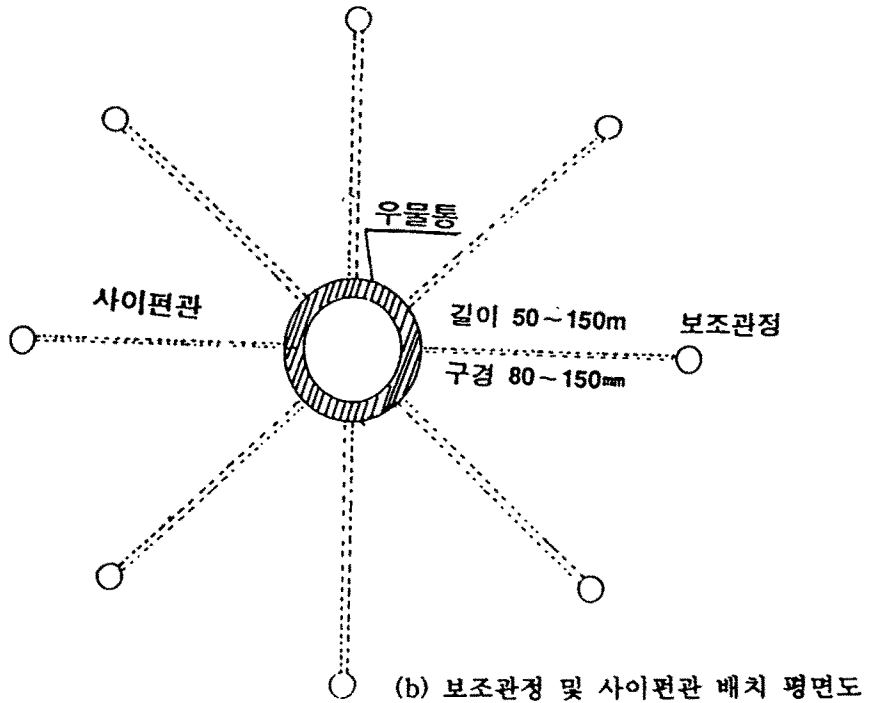 우물통
사이펀관
길이 50~150m
보조관정
구경 80~150mm
(b) 보조관정 및 사이펀관 배치 평면도